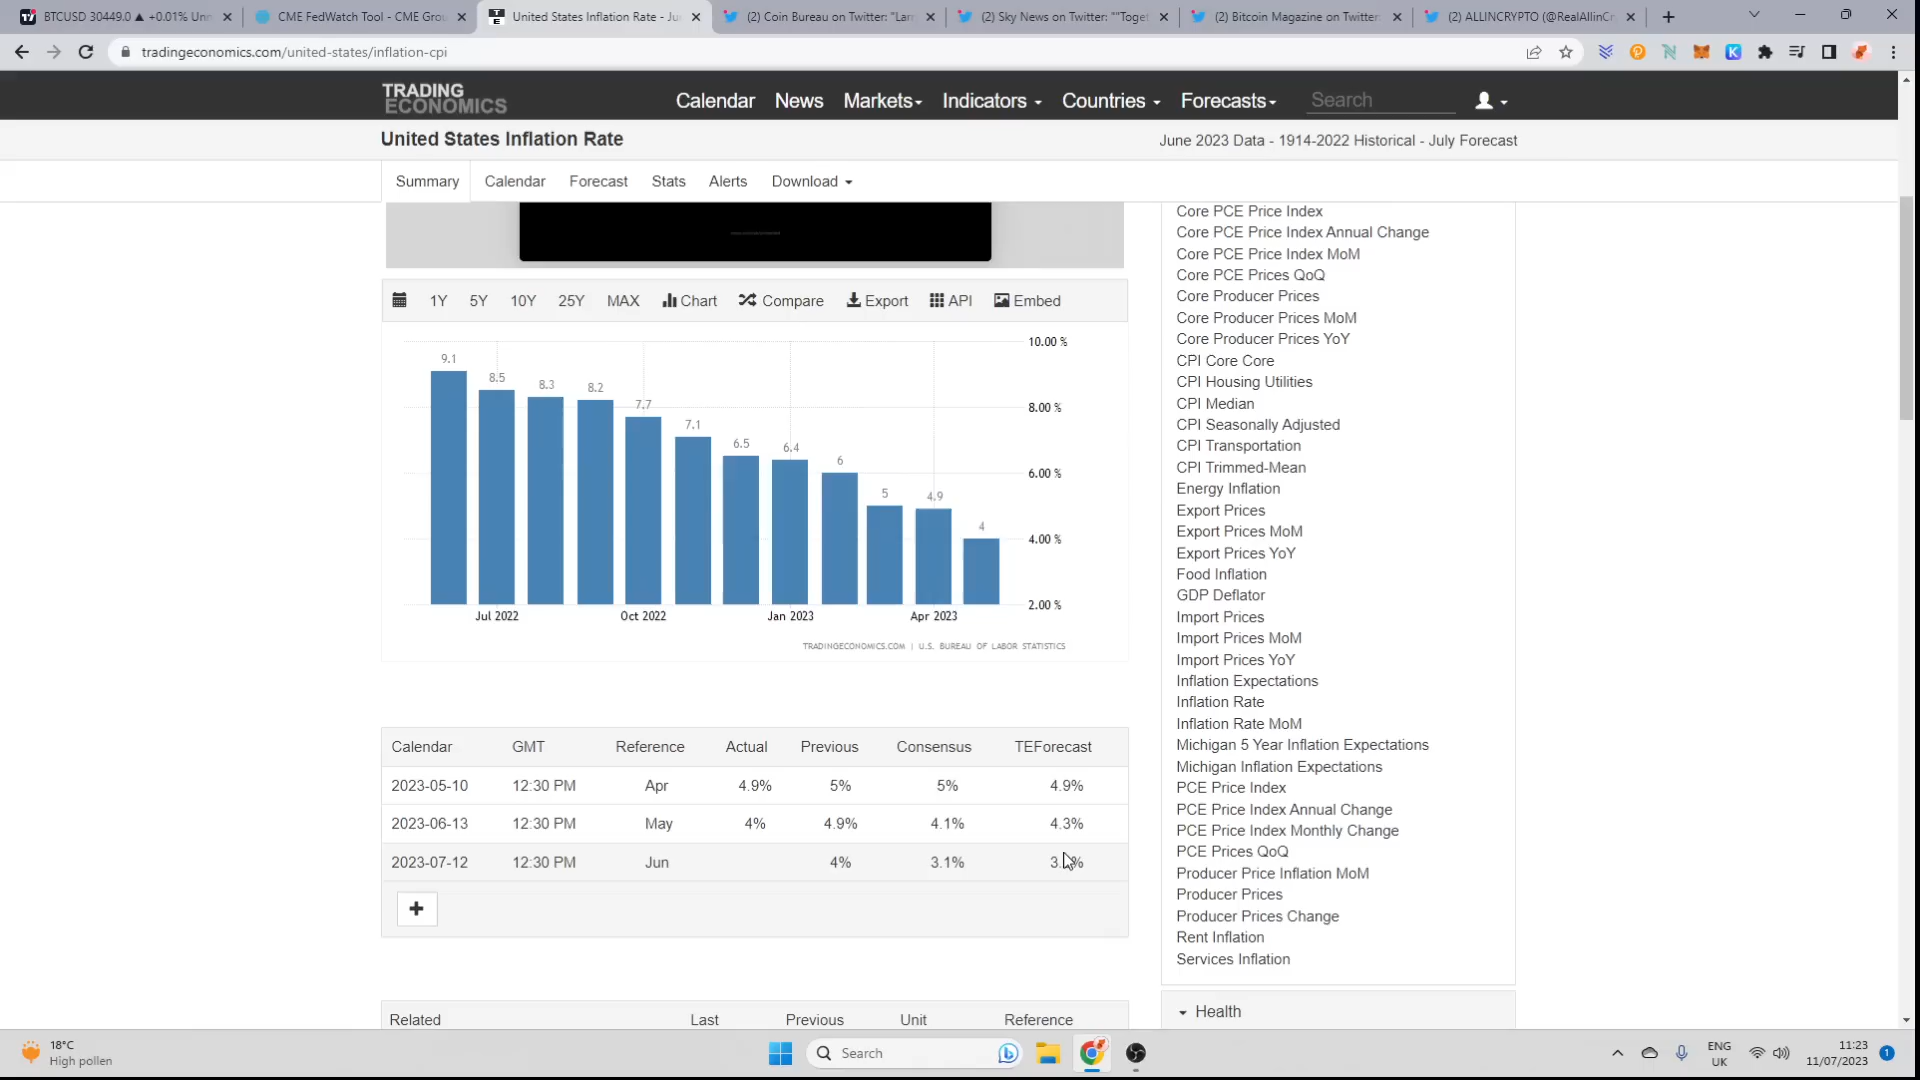 BTCUSD 30449.0 ▲ +0.01% Unn
CME FedWatch Tool - CME Grou
United States Inflation Rate - Ju
(2) Coin Bureau on Twitter: "Larr
(2) Sky News on Twitter: ""Toget
(2) Bitcoin Magazine on Twitter
(2) ALLINCRYPTO (@RealAllinCr
tradingeconomics.com/united-states/inflation-cpi
TRADING
ECONOMICS
Calendar News Markets Indicators Countries Forecasts Search
United States Inflation Rate
June 2023 Data - 1914-2022 Historical - July Forecast
Summary Calendar Forecast Stats Alerts Download
1Y 5Y 10Y 25Y MAX Chart Compare Export API Embed
10.00 %
8.00 %
6.00 %
4.00 %
2.00 %
9.1
8.5
8.3
8.2
7.7
7.1
6.5
6.4
6
5
4.9
4
Jul 2022 Oct 2022 Jan 2023 Apr 2023
TRADINGECONOMICS.COM | U.S. BUREAU OF LABOR STATISTICS
Calendar GMT Reference Actual Previous Consensus TEForecast
2023-05-10 12:30 PM Apr 4.9% 5% 5% 4.9%
2023-06-13 12:30 PM May 4% 4.9% 4.1% 4.3%
2023-07-12 12:30 PM Jun 4% 3.1%
Related Last Previous Unit Reference
Core PCE Price Index
Core PCE Price Index Annual Change
Core PCE Price Index MoM
Core PCE Prices QoQ
Core Producer Prices
Core Producer Prices MoM
Core Producer Prices YoY
CPI Core Core
CPI Housing Utilities
CPI Median
CPI Seasonally Adjusted
CPI Transportation
CPI Trimmed-Mean
Energy Inflation
Export Prices
Export Prices MoM
Export Prices YoY
Food Inflation
GDP Deflator
Import Prices
Import Prices MoM
Import Prices YoY
Inflation Expectations
Inflation Rate
Inflation Rate MoM
Michigan 5 Year Inflation Expectations
Michigan Inflation Expectations
PCE Price Index
PCE Price Index Annual Change
PCE Price Index Monthly Change
PCE Prices QoQ
Producer Price Inflation MoM
Producer Prices
Producer Prices Change
Rent Inflation
Services Inflation
Health
18°C
High pollen
Search
ENG
UK
11:23
11/07/2023
1